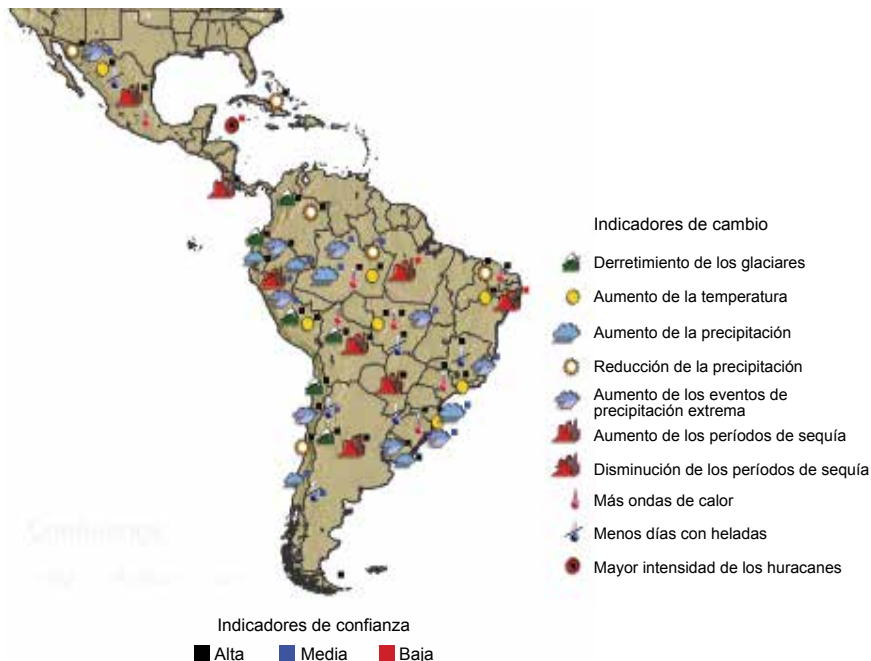 Indicadores de cambio
Derretimiento de los glaciares
Aumento de la temperatura
Aumento de la precipitación
Reducción de la precipitación
Aumento de los eventos de
precipitación extrema
Aumento de los períodos de sequía
Disminución de los períodos de sequía
Más ondas de calor
Menos días con heladas
Mayor intensidad de los huracanes
Indicadores de confianza
Alta Media Baja